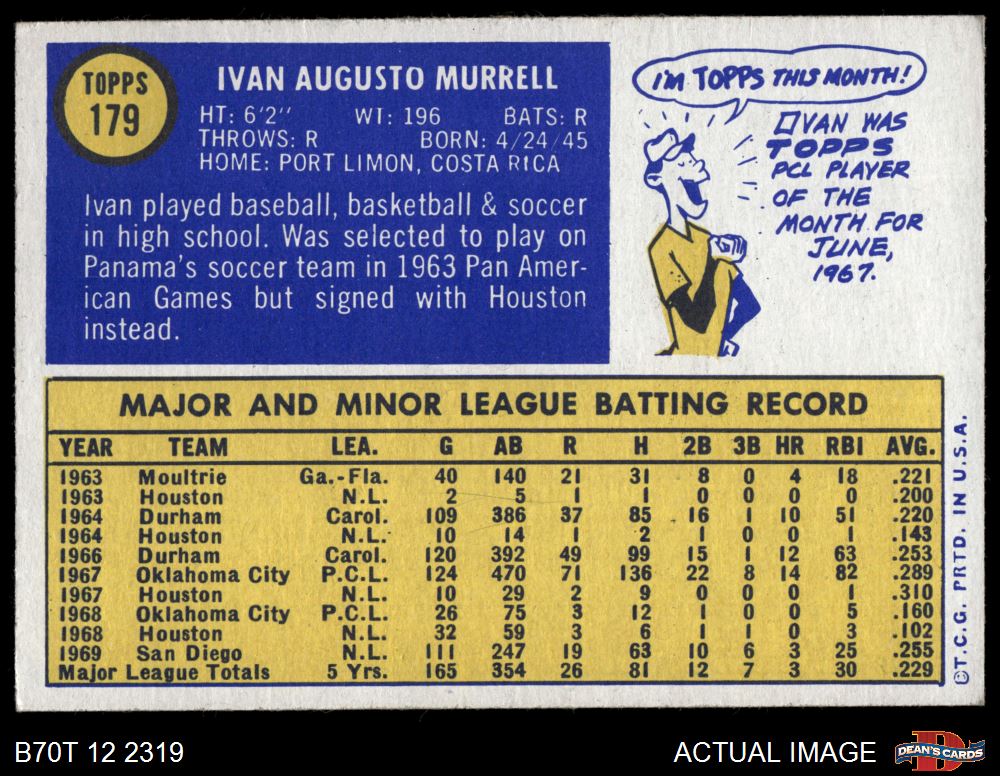 TOPPS
179
IVAN AUGUSTO MURRELL
HT: 6'2" WT: 196 BATS: R
THROWS: R BORN: 4/24/45
HOME: PORT LIMON, COSTA RICA
Ivan played baseball, basketball & soccer
in high school. Was selected to play on
Panama's soccer team in 1963 Pan Amer-
ican Games but signed with Houston
instead.
I'M TOPPS THIS MONTH!
IVAN WAS
TOPPS
PCL PLAYER
OF THE
MONTH FOR
JUNE,
1967.
MAJOR AND MINOR LEAGUE BATTING RECORD
YEAR TEAM LEA. G AB R H 2B 3B HR RBI AVG.
1963 Moultrie Ga.-Fla. 40 140 21 31 8 0 4 18 .221
1963 Houston N.L. 2 5 1 1 0 0 0 0 .200
1964 Durham Carol. 109 386 37 85 16 1 10 51 .220
1964 Houston N.L. 10 14 1 2 1 0 0 1 .143
1966 Durham Carol. 120 392 49 99 15 1 12 63 .253
1967 Oklahoma City P.C.L. 124 470 71 136 22 8 14 82 .289
1967 Houston N.L. 10 29 2 9 0 0 0 1 .310
1968 Oklahoma City P.C.L. 26 75 3 12 1 0 0 5 .160
1968 Houston N.L. 32 59 3 6 1 1 0 3 .102
1969 San Diego N.L. 111 247 19 63 10 6 3 25 .255
Major League Totals 5 Yrs. 165 354 26 81 12 7 3 30 .229
©T.C.G. PRTD. IN U.S.A.
B70T 12 2319
ACTUAL IMAGE
DEAN'S CARDS